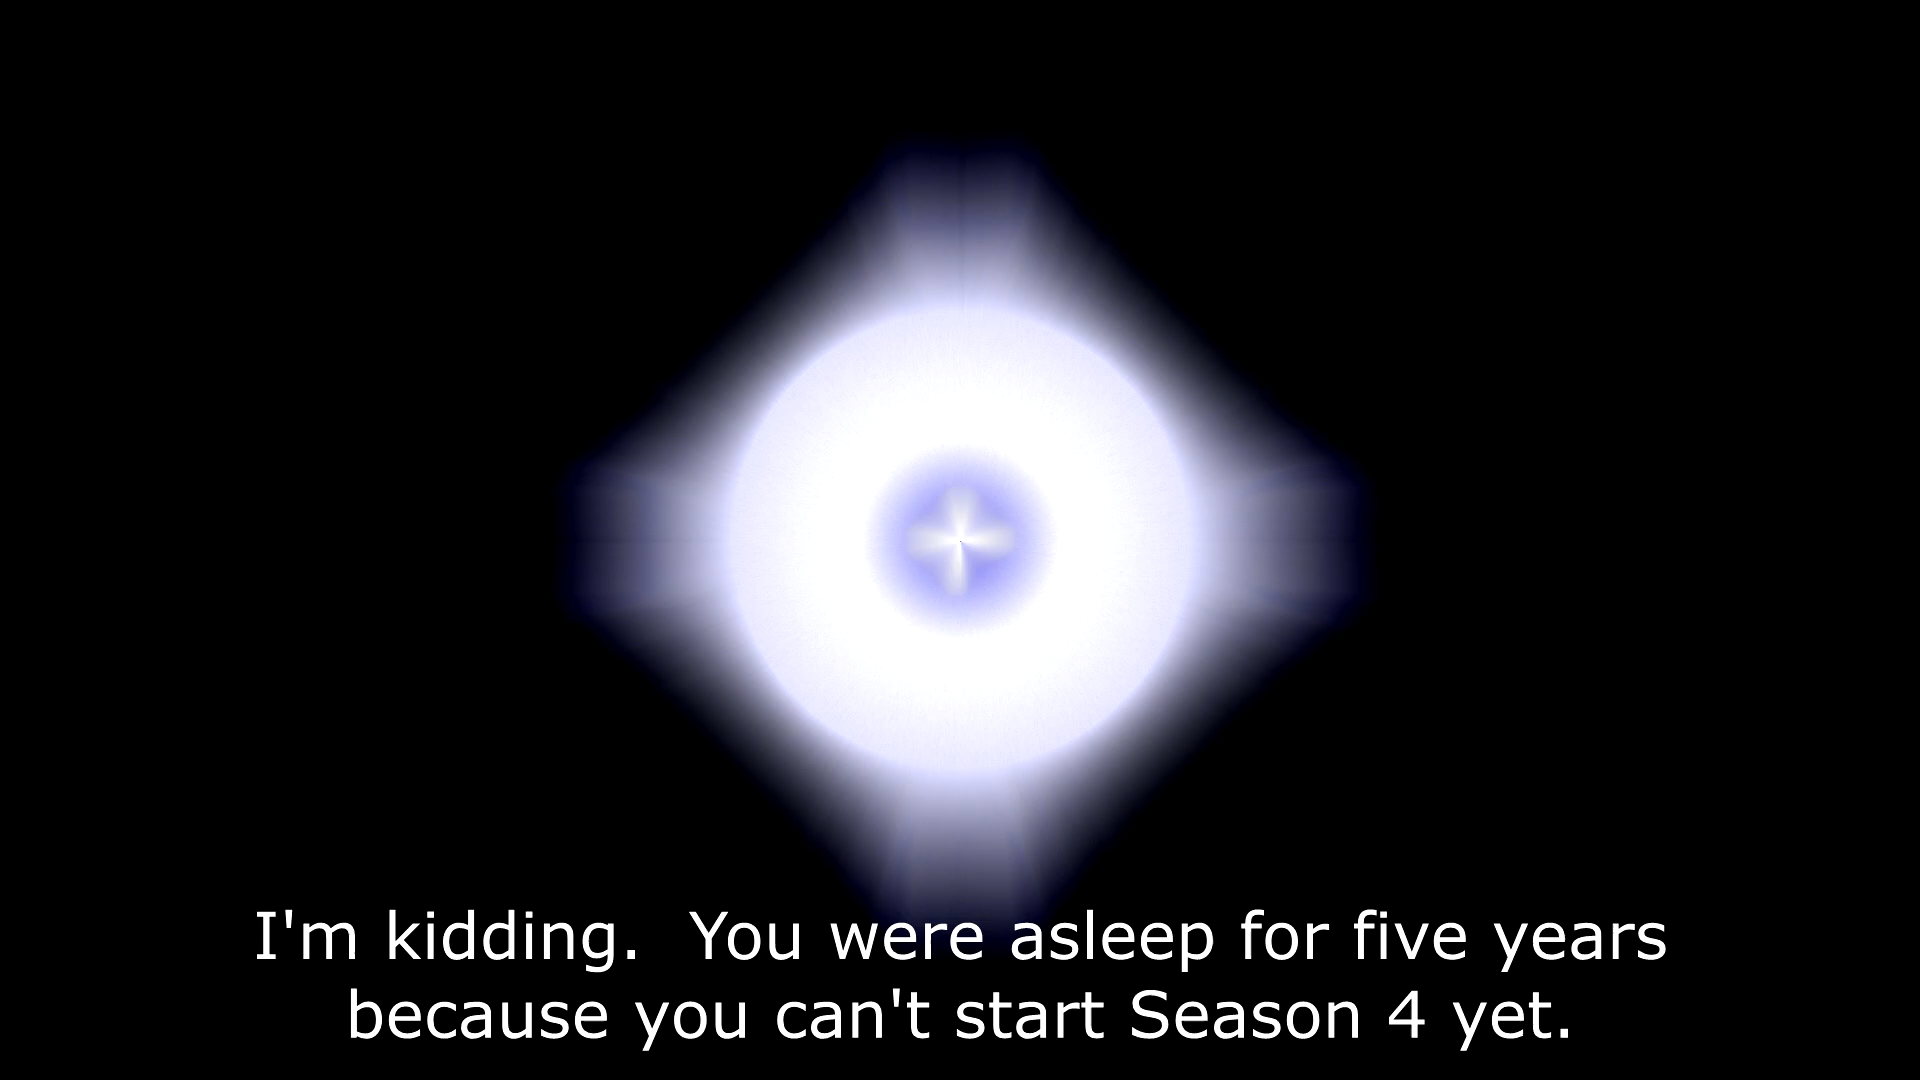 I'm kidding.  You were asleep for five years
because you can't start Season 4 yet.